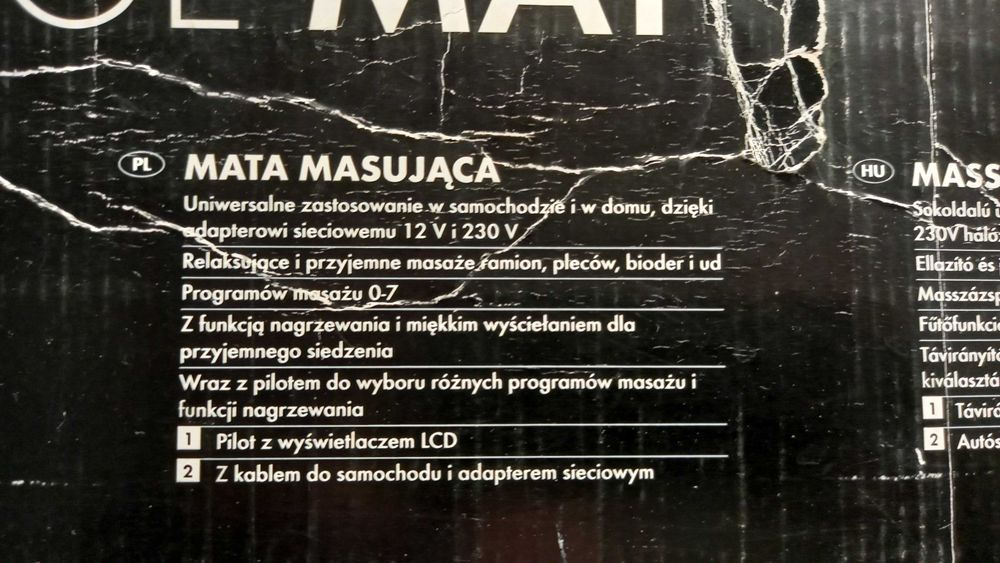 MAT
PL
MATA MASUJĄCA
Uniwersalne zastosowanie w samochodzie i w domu, dzięki
adapterowi sieciowemu 12 V i 230 V
Relaksujące i przyjemne masaże ramion, pleców, bioder i ud
Programów masażu 0-7
Z funkcją nagrzewania i miękkim wyściełaniem dla
przyjemnego siedzenia
Wraz z pilotem do wyboru różnych programów masażu i
funkcji nagrzewania
1 Pilot z wyświetlaczem LCD
2 Z kablem do samochodu i adapterem sieciowym
HU
MASS
Sokoldalú
230V háló
Ellazító és
Masszázsp
Fűtőfunkció
Távirányító
kiválasztá
1 Távirá
2 Autós